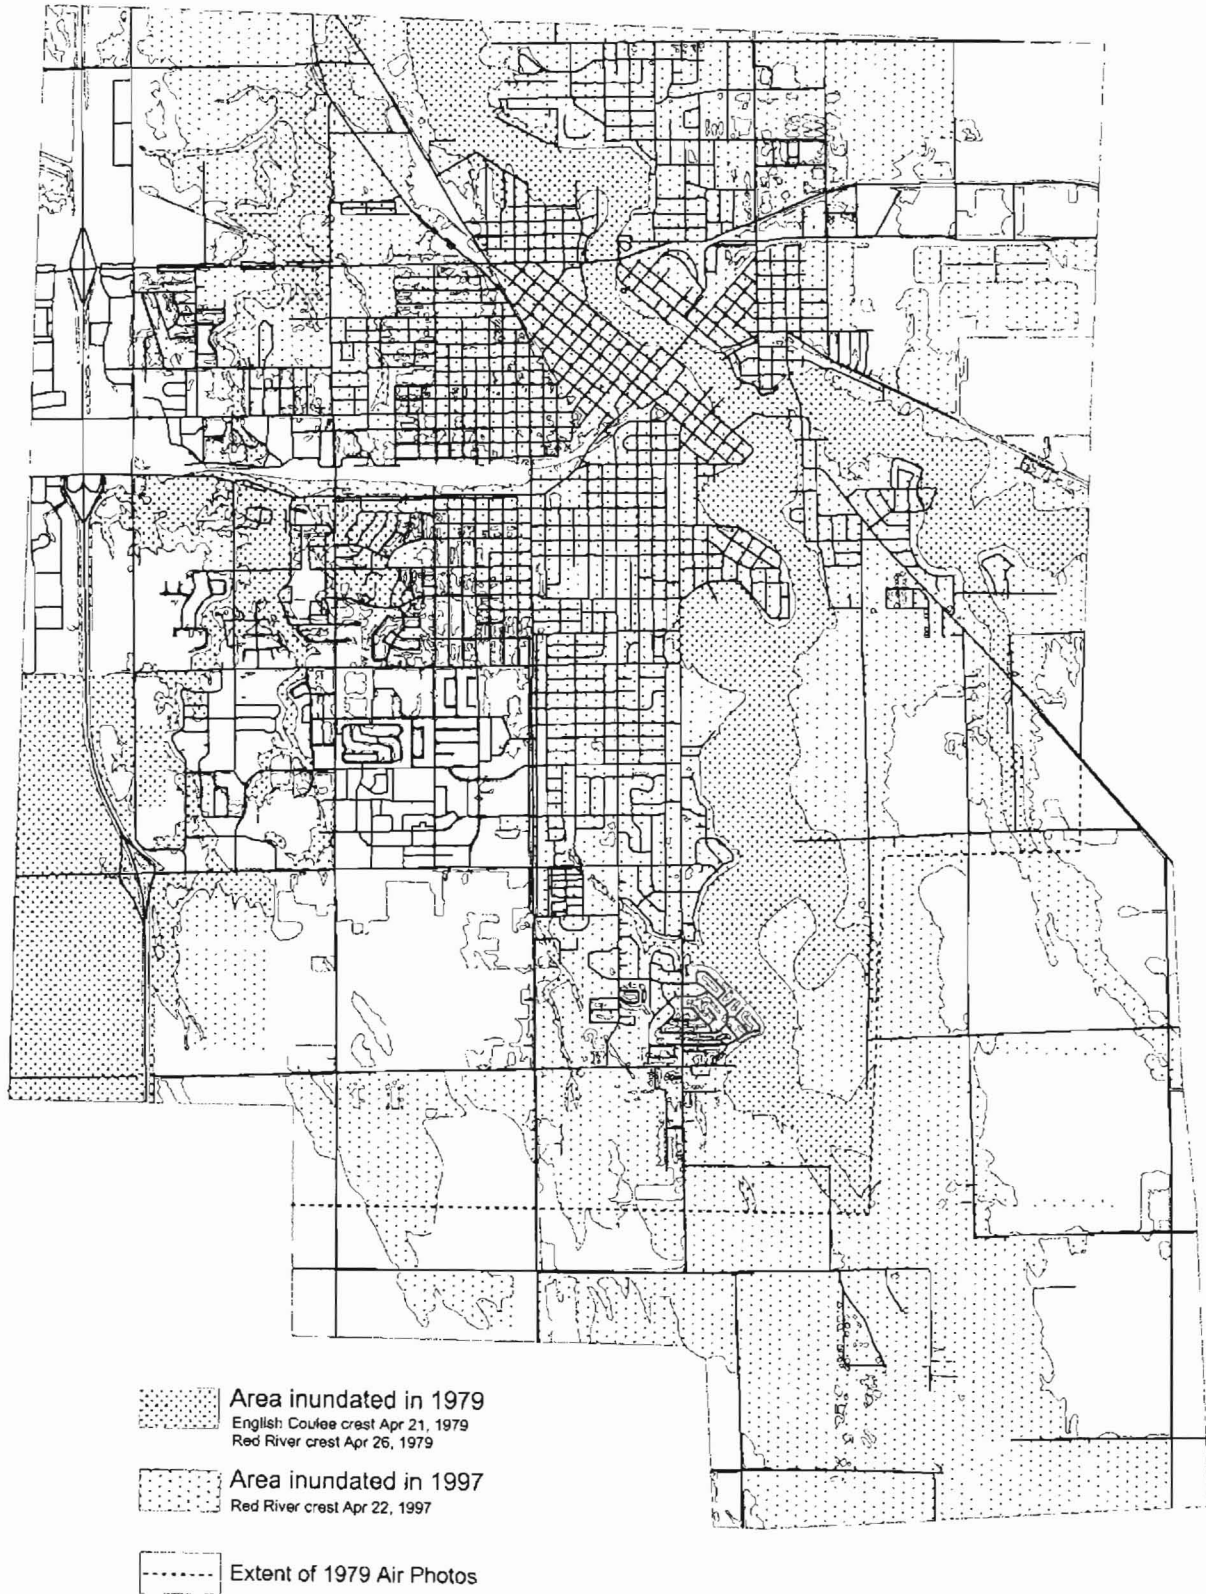 Area inundated in 1979
English Coulee crest Apr 21, 1979
Red River crest Apr 26, 1979
Area inundated in 1997
Red River crest Apr 22, 1997
Extent of 1979 Air Photos